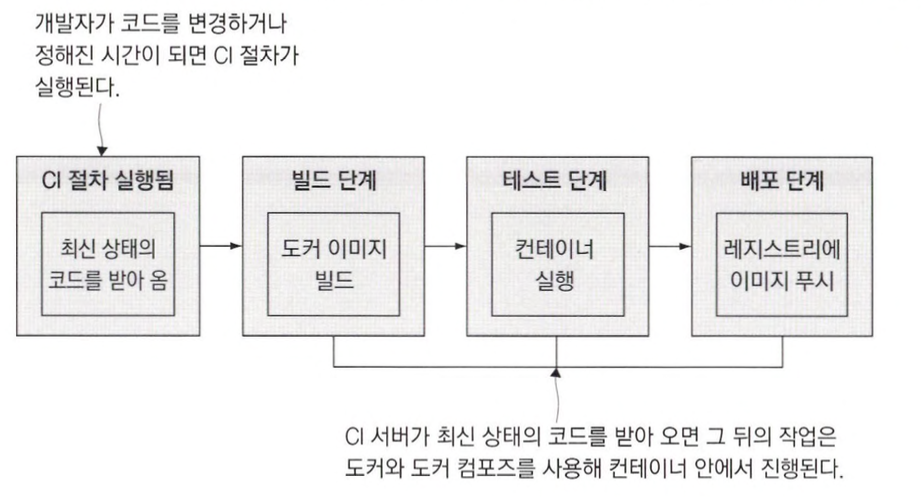 개발자가 코드를 변경하거나
정해진 시간이 되면 CI 절차가
실행된다.
CI 절차 실행됨
최신 상태의
코드를 받아 옴
빌드 단계
도커 이미지
빌드
테스트 단계
컨테이너
실행
배포 단계
레지스트리에
이미지 푸시
CI 서버가 최신 상태의 코드를 받아 오면 그 뒤의 작업은
도커와 도커 컴포즈를 사용해 컨테이너 안에서 진행된다.